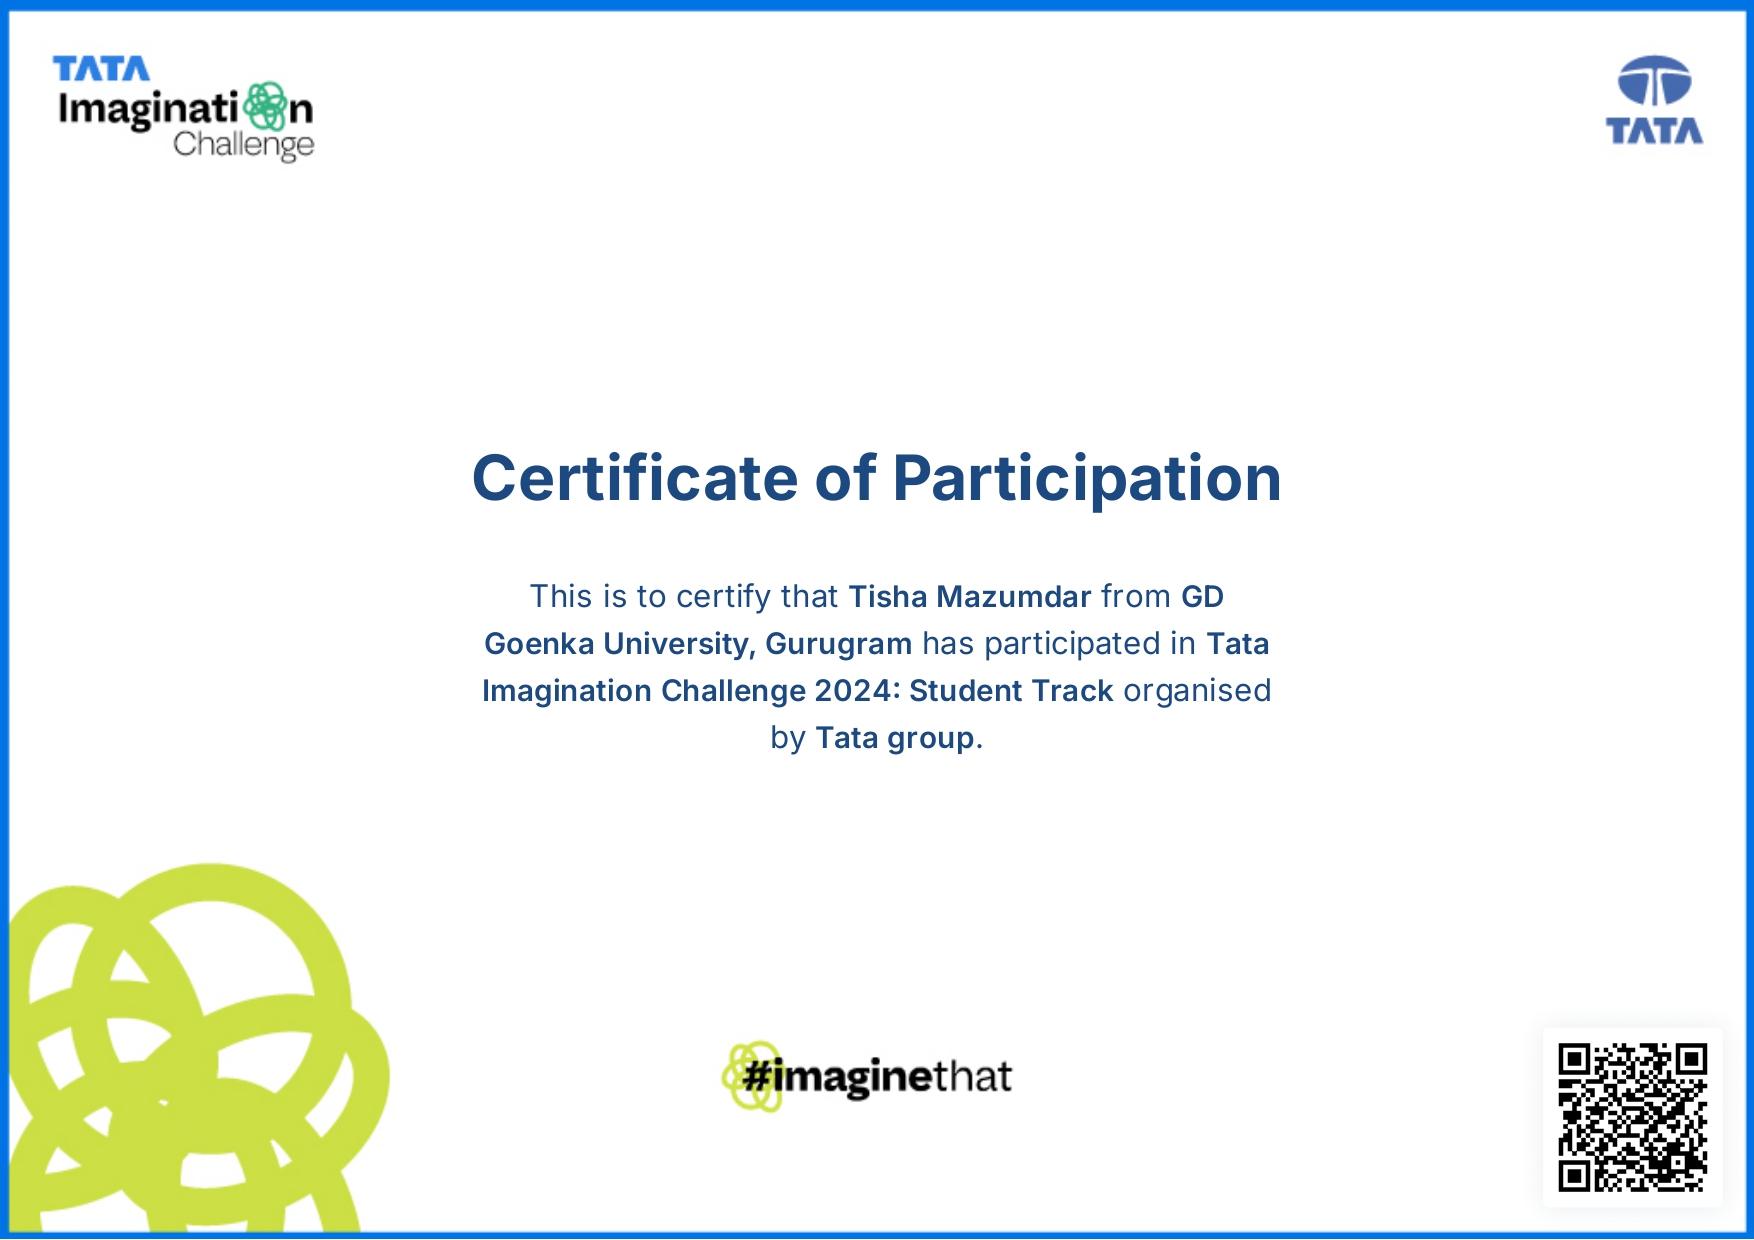 TATA
Imagination
Challenge
TATA
Certificate of Participation
This is to certify that Tisha Mazumdar from GD
Goenka University, Gurugram has participated in Tata
Imagination Challenge 2024: Student Track organised
by Tata group.
#imaginethat